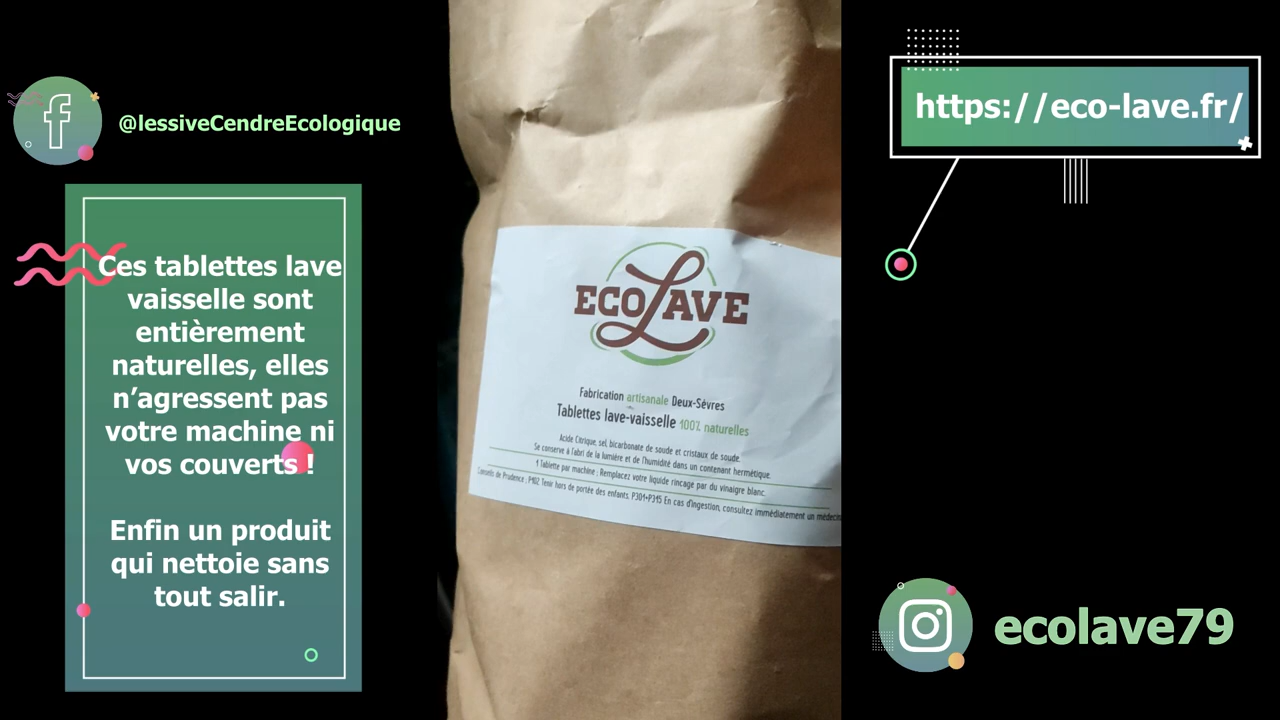 @lessiveCendreEcologique
Ces tablettes lave
vaisselle sont
entièrement
naturelles, elles
n’agressent pas
votre machine ni
vos couverts !
Enfin un produit
qui nettoie sans
tout salir.
ECOLAVE
Fabrication artisanale Deux-Sèvres
Tablettes lave-vaisselle 100% naturelles
Acide Citrique, sel, bicarbonate de soude et cristaux de soude.
Se conserve à l'abri de la lumière et de l'humidité dans un contenant hermétique.
1 Tablette par machine ; Remplacez votre liquide rincage par du vinaigre blanc.
Conseils de Prudence : P102 Tenir hors de portée des enfants. P301+P315 En cas d'ingestion, consultez immédiatement un médecin
https://eco-lave.fr/
ecolave79